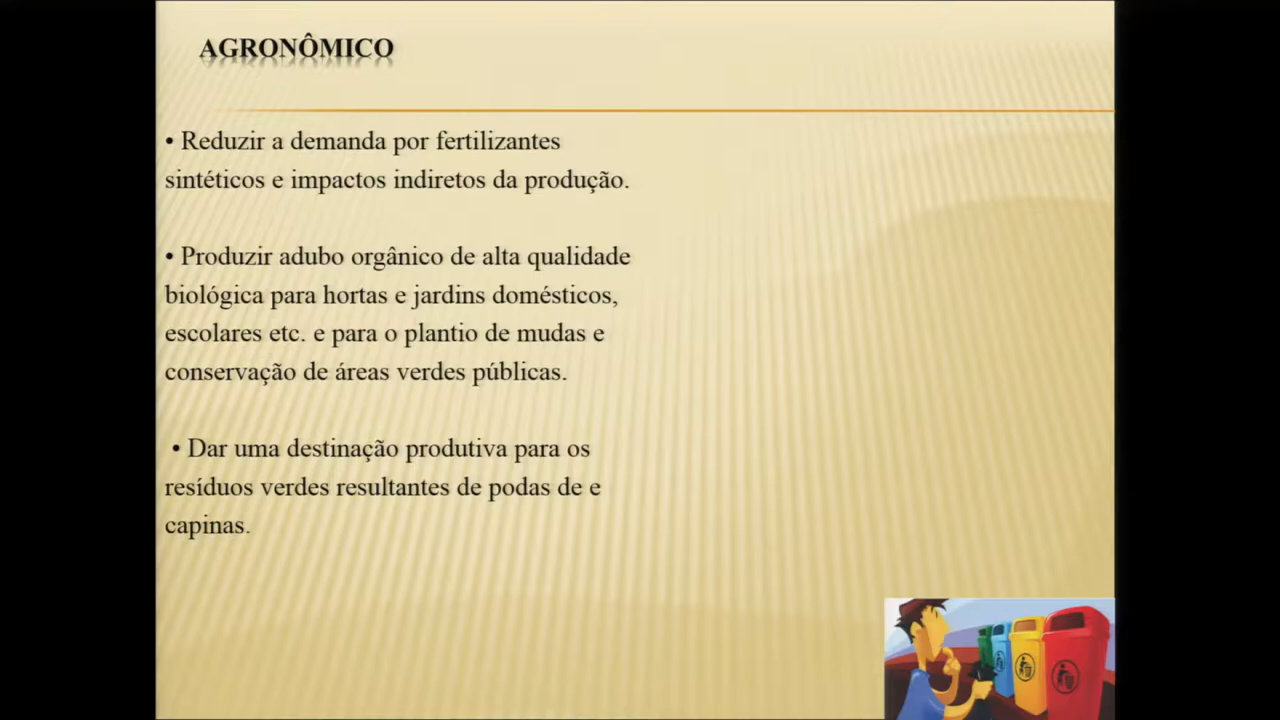 AGRONÔMICO
• Reduzir a demanda por fertilizantes
sintéticos e impactos indiretos da produção.
• Produzir adubo orgânico de alta qualidade
biológica para hortas e jardins domésticos,
escolares etc. e para o plantio de mudas e
conservação de áreas verdes públicas.
• Dar uma destinação produtiva para os
resíduos verdes resultantes de podas de e
capinas.